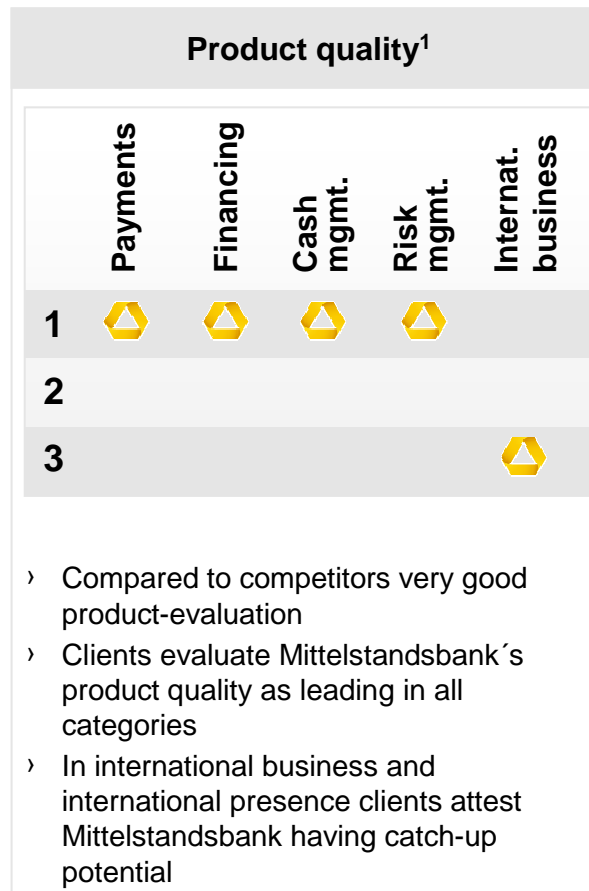 Product quality¹
Payments
Financing
Cash
mgmt.
Risk
mgmt.
Internat.
business
1
2
3
› Compared to competitors very good
product-evaluation
› Clients evaluate Mittelstandsbank´s
product quality as leading in all
categories
› In international business and
international presence clients attest
Mittelstandsbank having catch-up
potential